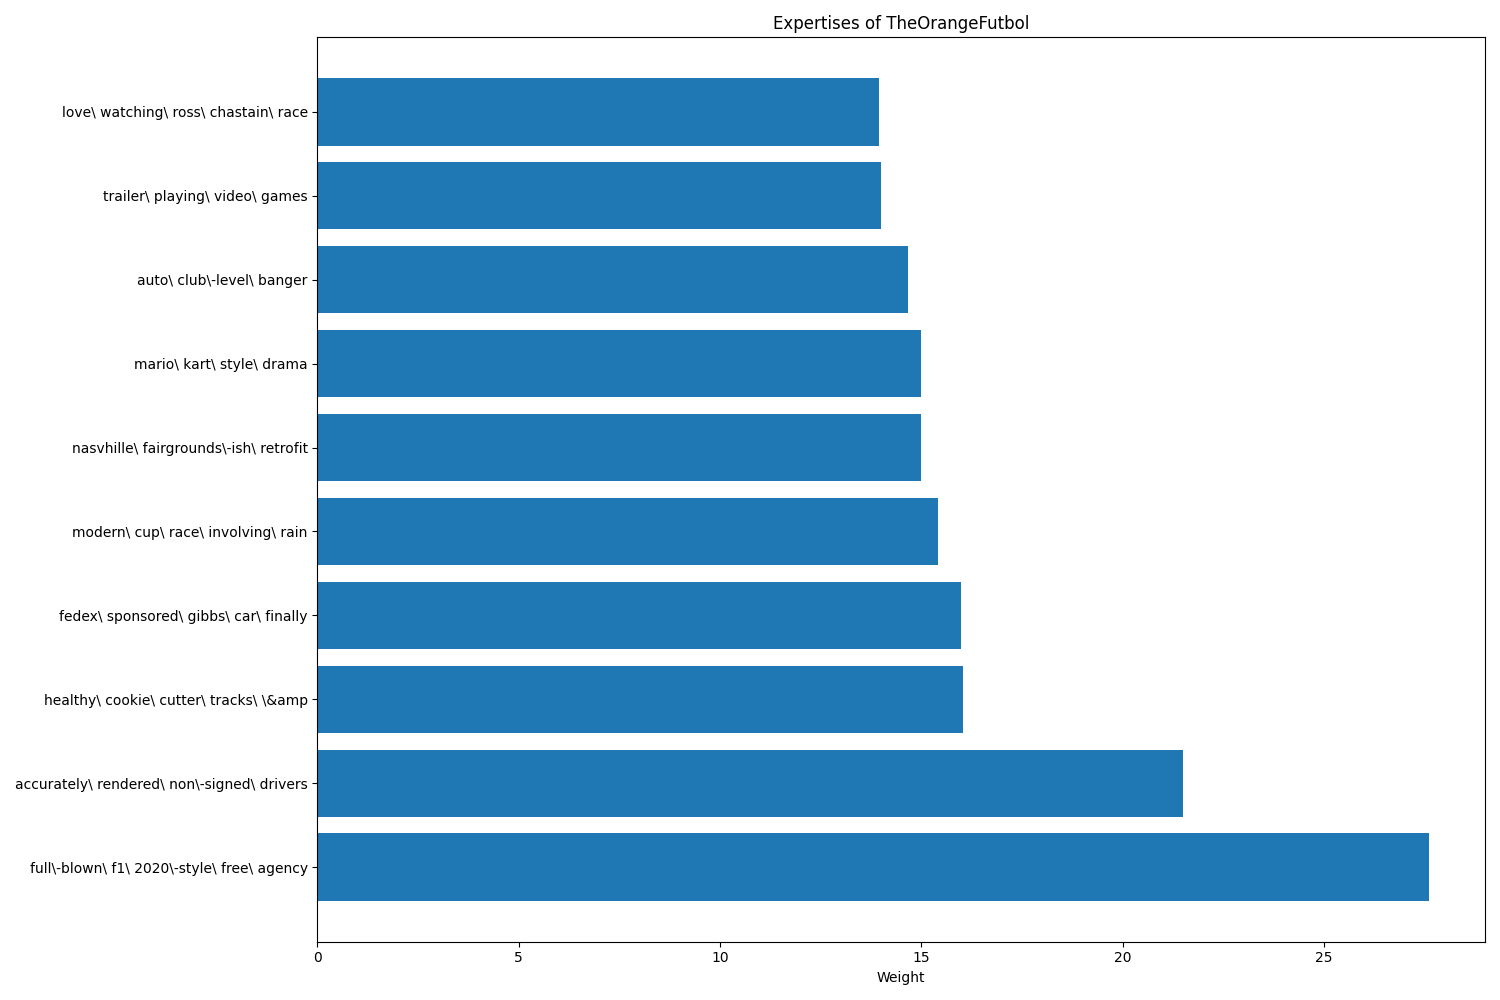 Expertises of TheOrangeFutbol
love\ watching\ ross\ chastain\ race
trailer\ playing\ video\ games
auto\ club\-level\ banger
mario\ kart\ style\ drama
nasvhille\ fairgrounds\-ish\ retrofit
modern\ cup\ race\ involving\ rain
fedex\ sponsored\ gibbs\ car\ finally
healthy\ cookie\ cutter\ tracks\ \&amp
accurately\ rendered\ non\-signed\ drivers
full\-blown\ f1\ 2020\-style\ free\ agency
0 5 10 15 20 25
Weight